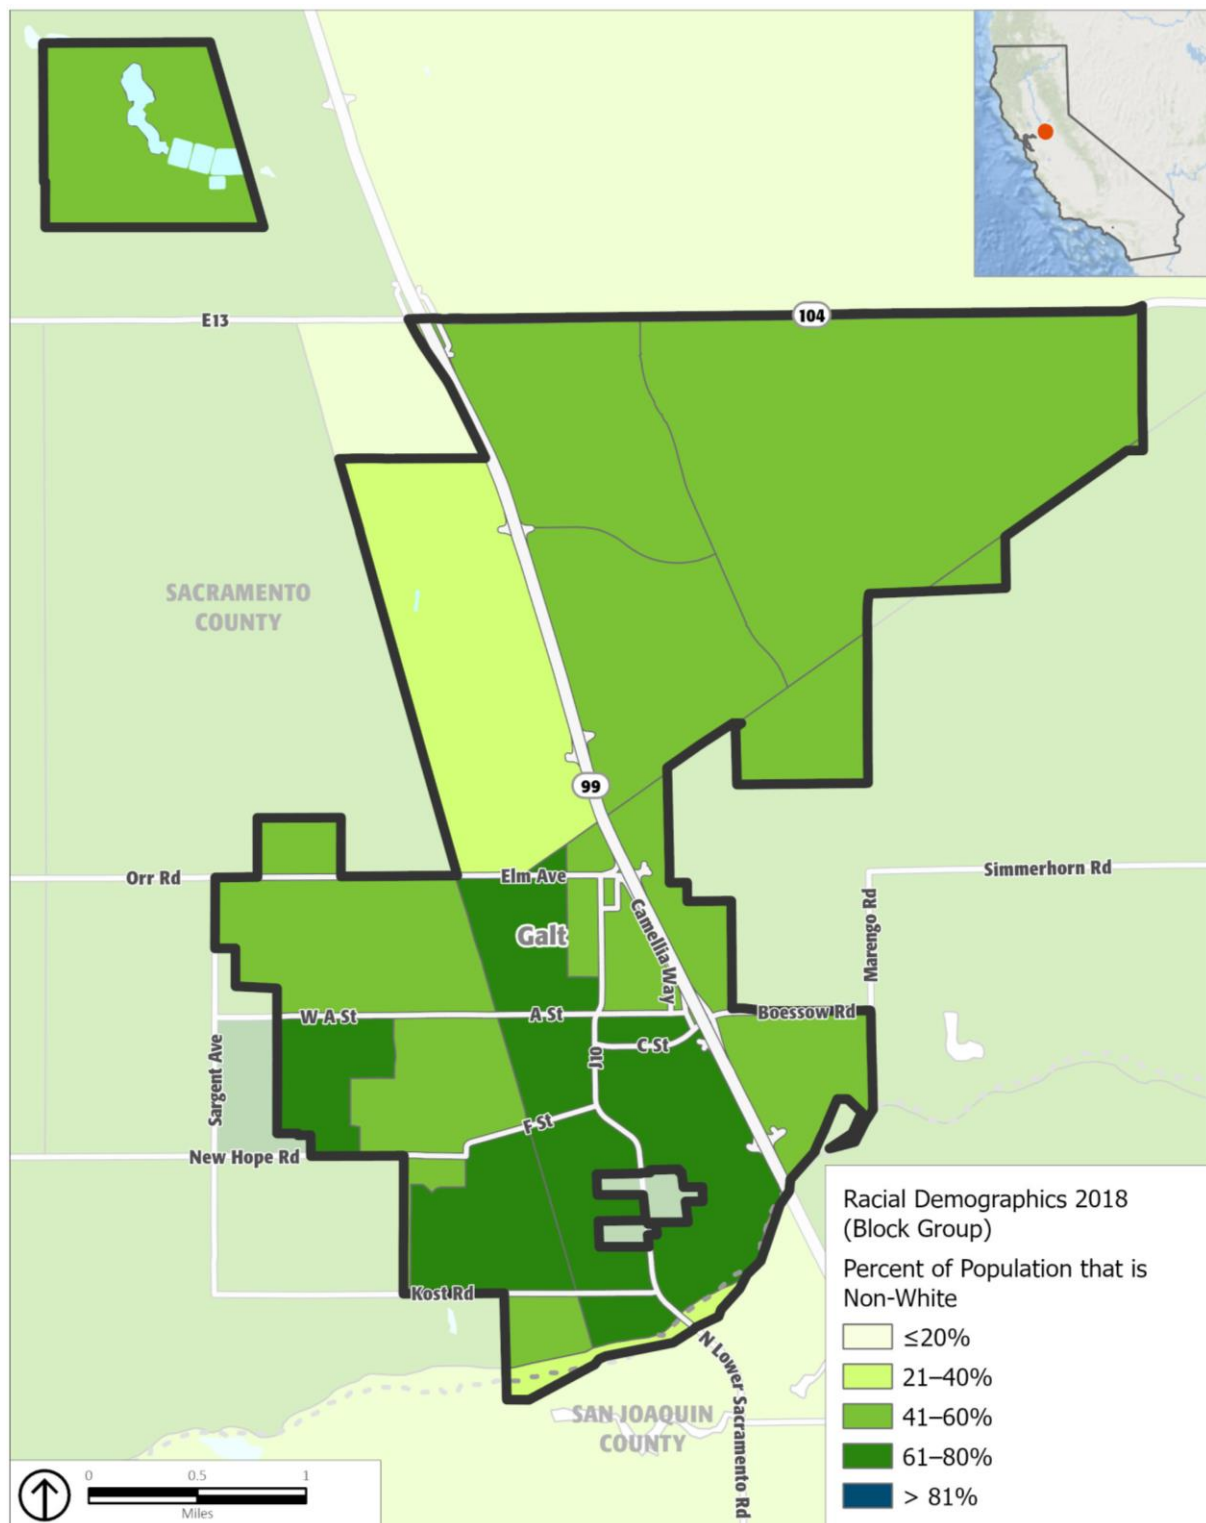 E13
104
SACRAMENTO
COUNTY
99
Orr Rd
Elm Ave
Simmerhorn Rd
Galt
Camellia Way
Marengo Rd
W A St
A St
Boessow Rd
Sargent Ave
J10
C St
F St
New Hope Rd
Kost Rd
N Lower Sacramento Rd
SAN JOAQUIN
COUNTY
Racial Demographics 2018
(Block Group)
Percent of Population that is
Non-White
≤20%
21–40%
41–60%
61–80%
> 81%
0 0.5 1
Miles